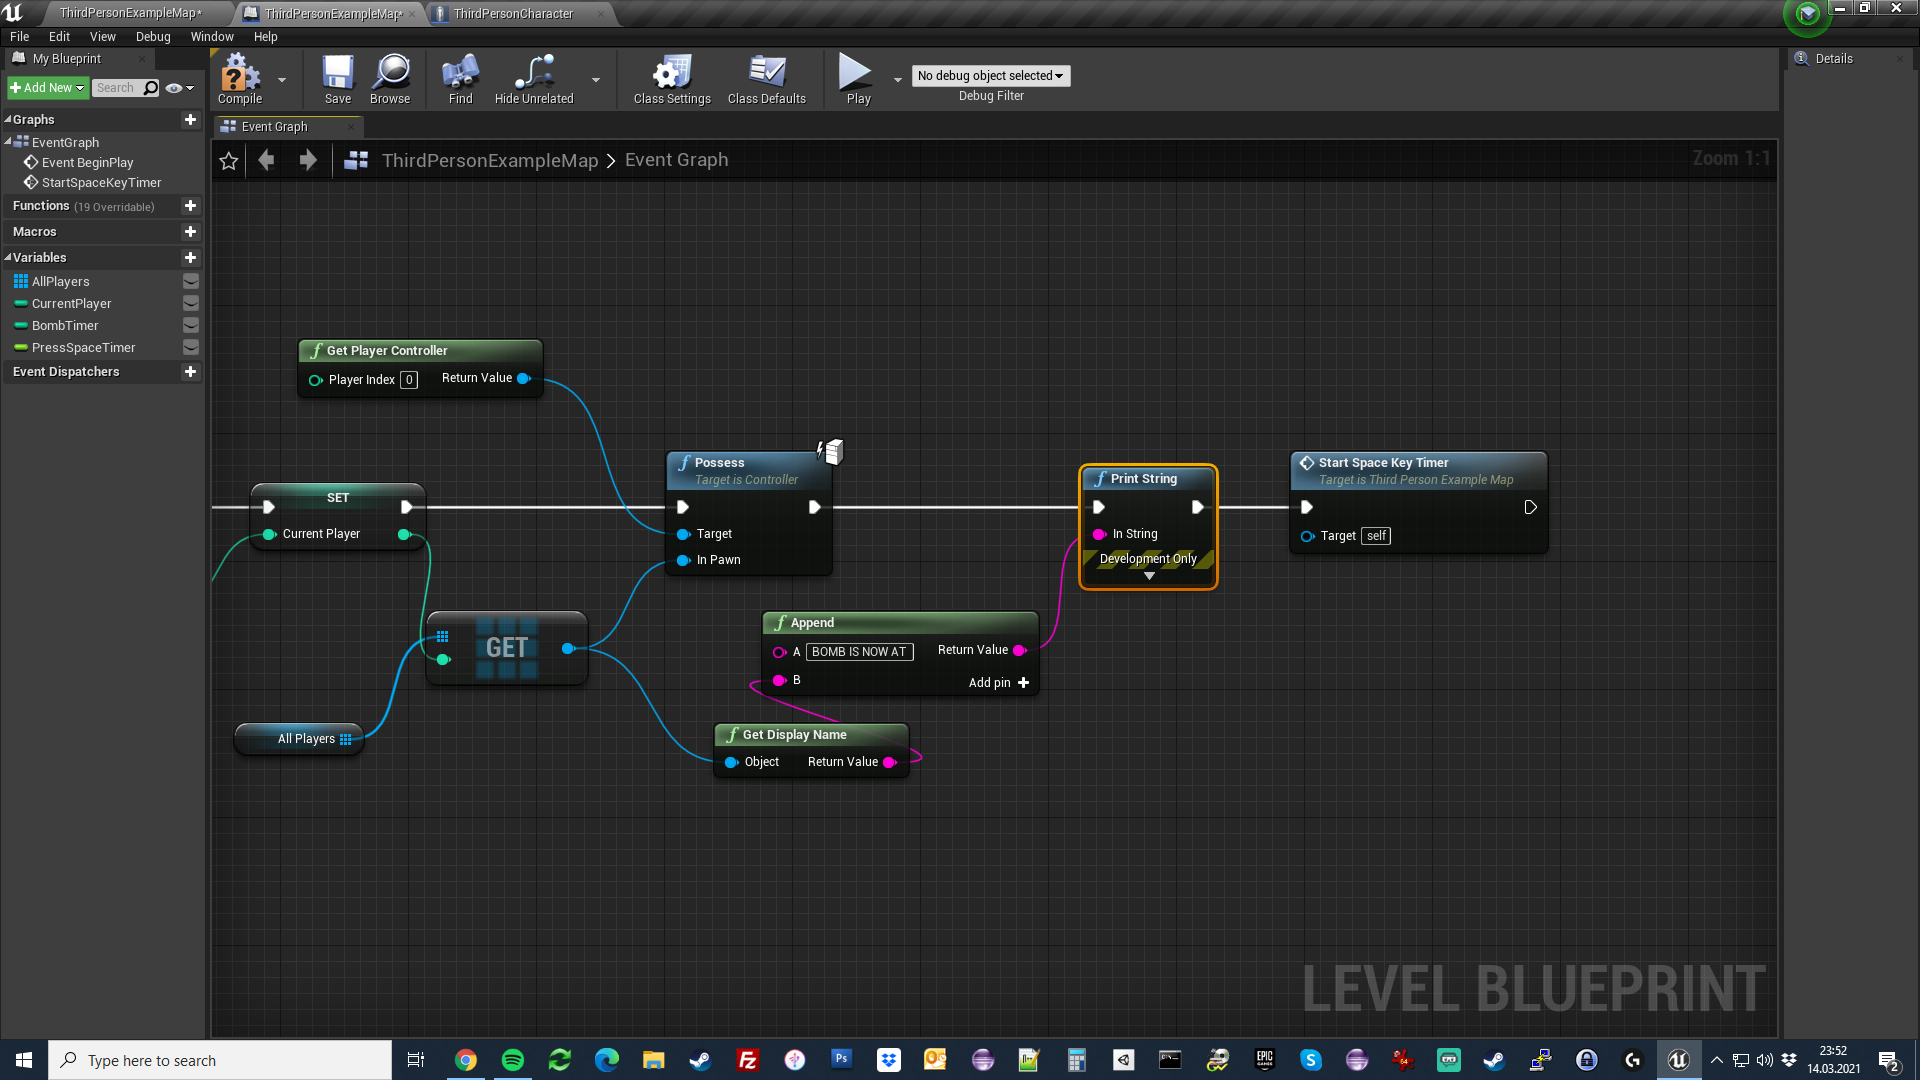 ThirdPersonExampleMap*
ThirdPersonExampleMap*
ThirdPersonCharacter
File Edit View Debug Window Help
My Blueprint
Add New
Search
Compile
Save
Browse
Find
Hide Unrelated
Class Settings
Class Defaults
Play
No debug object selected
Debug Filter
Details
Graphs
EventGraph
Event BeginPlay
StartSpaceKeyTimer
Functions (19 Overridable)
Macros
Variables
AllPlayers
CurrentPlayer
BombTimer
PressSpaceTimer
Event Dispatchers
Event Graph
ThirdPersonExampleMap > Event Graph
Zoom 1:1
f Get Player Controller
Player Index 0
Return Value
SET
Current Player
f Possess
Target is Controller
Target
In Pawn
GET
All Players
f Append
A BOMB IS NOW AT
Return Value
B
Add pin +
f Get Display Name
Object
Return Value
f Print String
In String
Development Only
Start Space Key Timer
Target is Third Person Example Map
Target self
LEVEL BLUEPRINT
Type here to search
Ps
EPIC
GAMES
64
23:52
14.03.2021
2